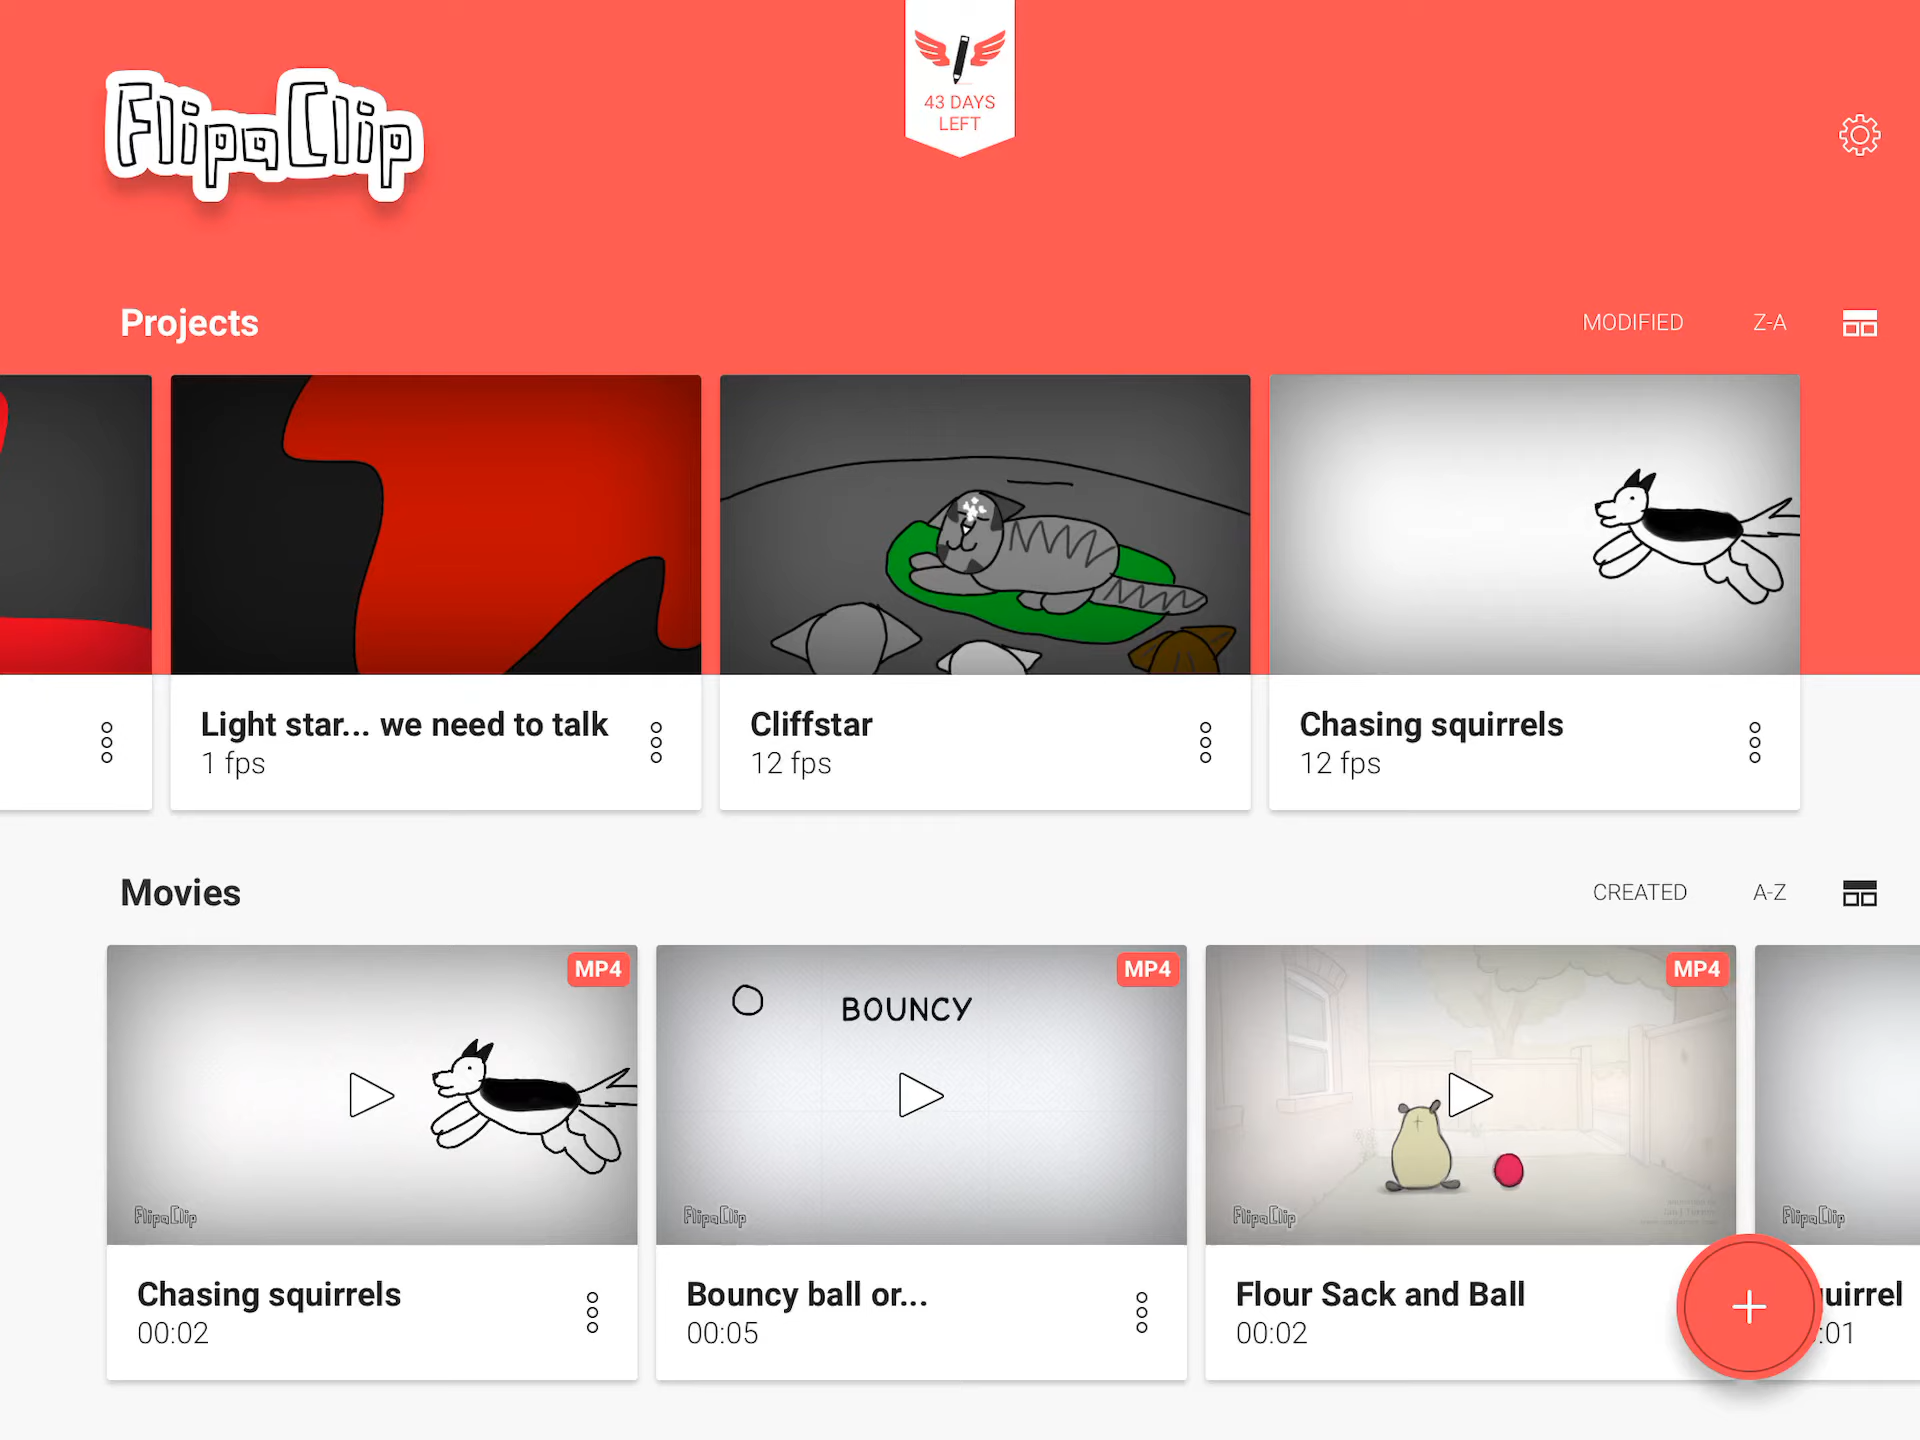 FlipaClip
43 DAYS
LEFT
Projects
MODIFIED
Z-A
Light star... we need to talk
1 fps
Cliffstar
12 fps
Chasing squirrels
12 fps
Movies
CREATED
A-Z
MP4
FlipaClip
Chasing squirrels
00:02
BOUNCY
MP4
FlipaClip
Bouncy ball or...
00:05
MP4
FlipaClip
Flour Sack and Ball
00:02
FlipaClip
uirrel
:01